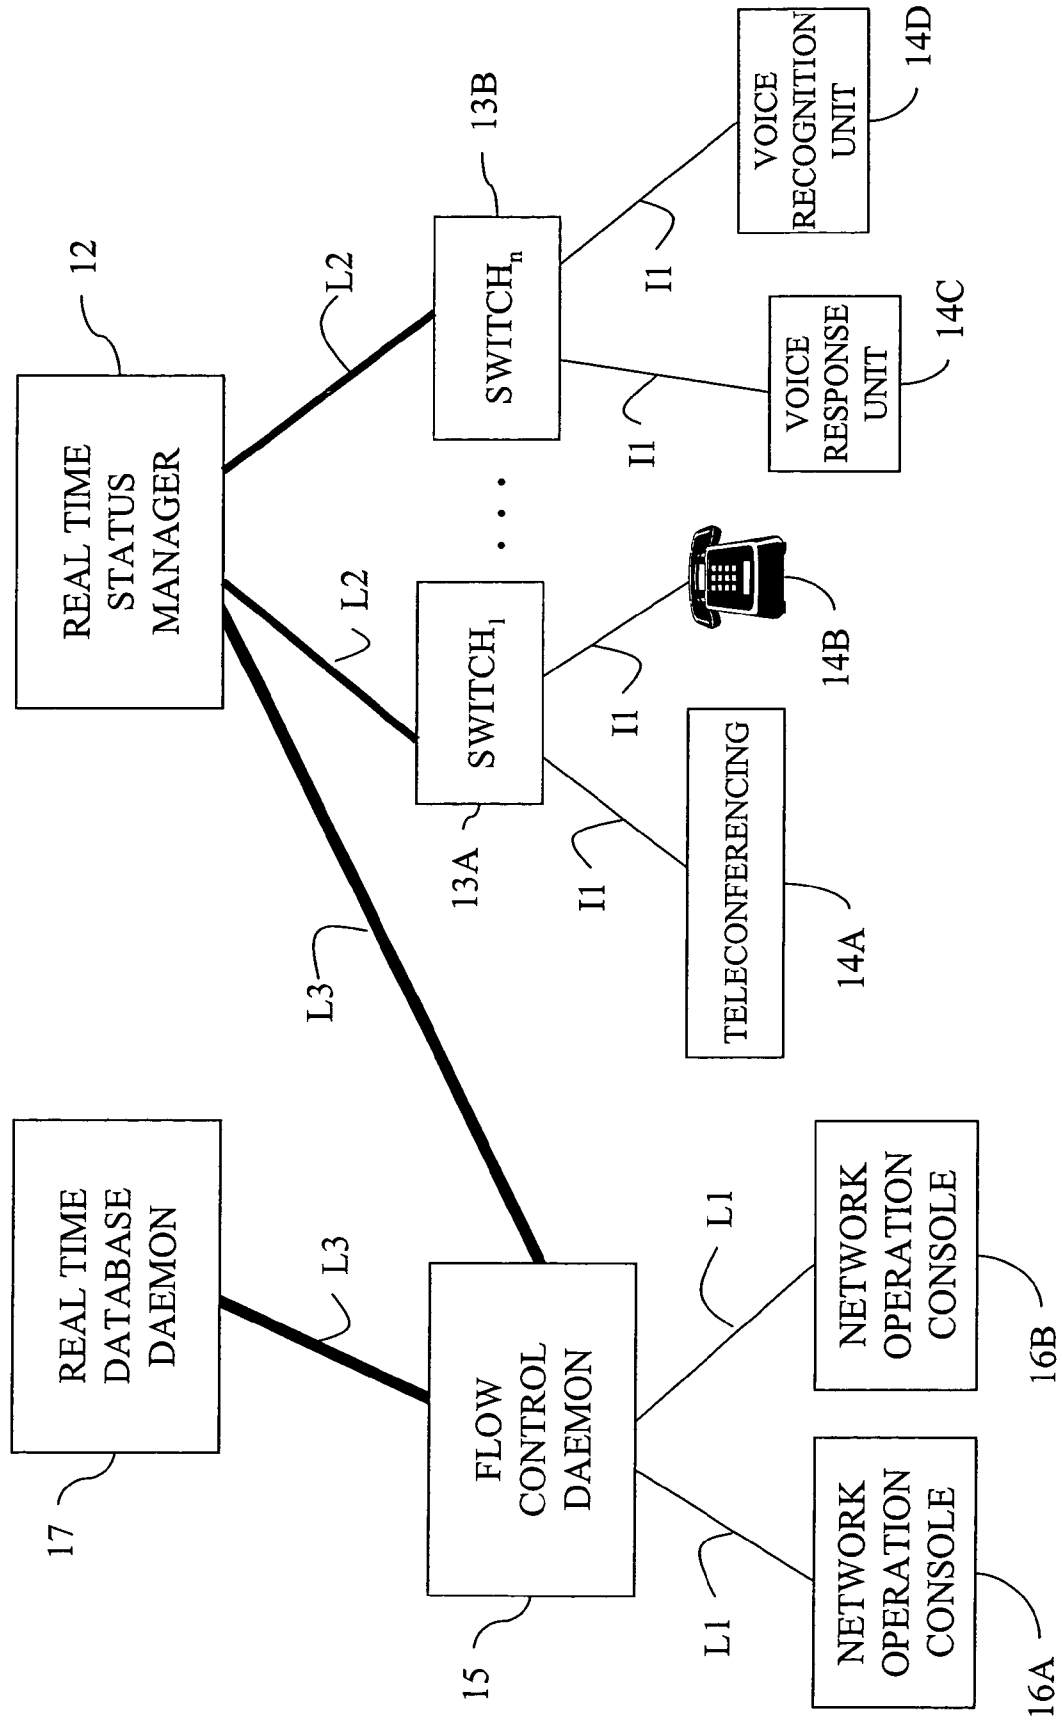 17
REAL TIME
DATABASE
DAEMON
REAL TIME
STATUS
MANAGER
12
L3
L3
L2
L2
15
FLOW
CONTROL
DAEMON
13A
SWITCH1
. . .
SWITCHn
13B
L1
L1
I1
I1
I1
I1
NETWORK
OPERATION
CONSOLE
16A
NETWORK
OPERATION
CONSOLE
16B
TELECONFERENCING
14A
14B
VOICE
RESPONSE
UNIT
14C
VOICE
RECOGNITION
UNIT
14D